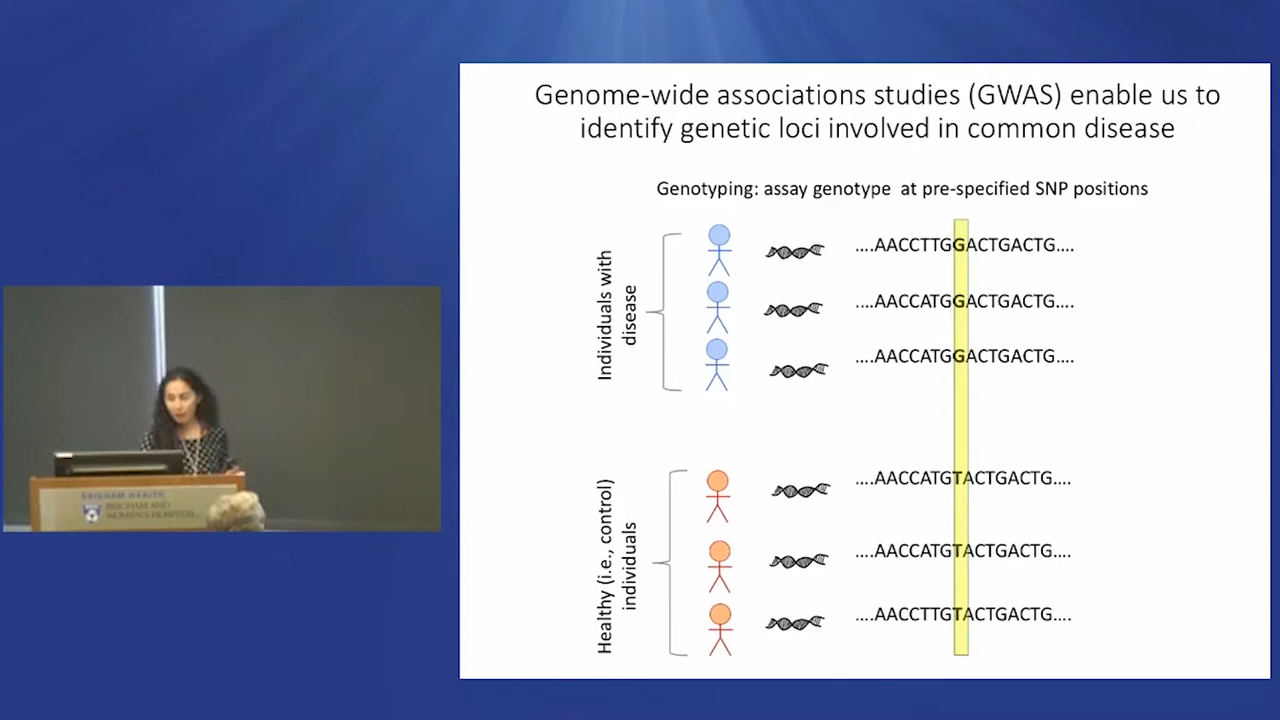 Genome-wide associations studies (GWAS) enable us to
identify genetic loci involved in common disease
Genotyping: assay genotype at pre-specified SNP positions
Individuals with
disease
....AACCTTGGACTGACTG....
....AACCATGGACTGACTG....
....AACCATGGACTGACTG....
Healthy (i.e., control)
individuals
....AACCATGTACTGACTG....
....AACCATGTACTGACTG....
....AACCTTGTACTGACTG....
BRIGHAM HEALTH
BRIGHAM AND
WOMEN'S HOSPITAL